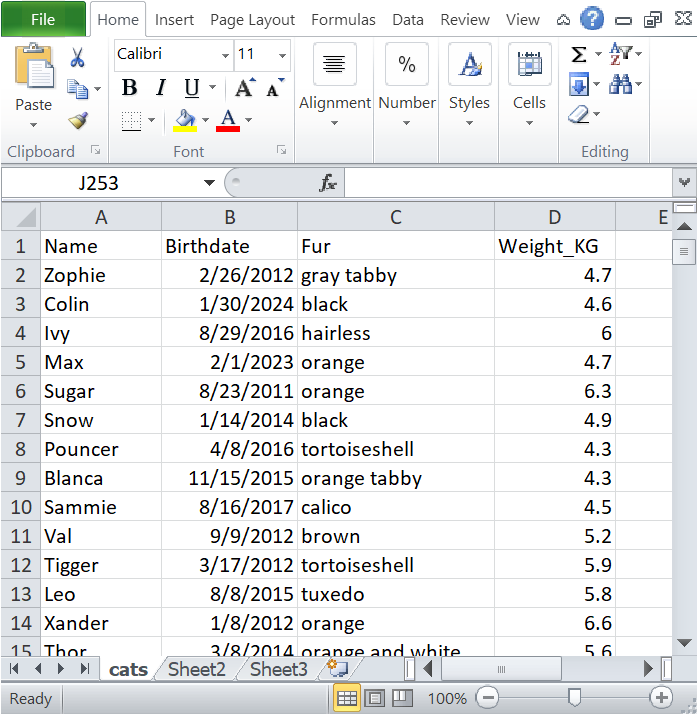 File Home Insert Page Layout Formulas Data Review View
Calibri 11
B I U A A
Paste Alignment Number Styles Cells
Clipboard Font Editing
J253 fx
A B C D E
1 Name Birthdate Fur Weight_KG
2 Zophie 2/26/2012 gray tabby 4.7
3 Colin 1/30/2024 black 4.6
4 Ivy 8/29/2016 hairless 6
5 Max 2/1/2023 orange 4.7
6 Sugar 8/23/2011 orange 6.3
7 Snow 1/14/2014 black 4.9
8 Pouncer 4/8/2016 tortoiseshell 4.3
9 Blanca 11/15/2015 orange tabby 4.3
10 Sammie 8/16/2017 calico 4.5
11 Val 9/9/2012 brown 5.2
12 Tigger 3/17/2012 tortoiseshell 5.9
13 Leo 8/8/2015 tuxedo 5.8
14 Xander 1/8/2012 orange 6.6
15 Thor 3/8/2014 orange and white 5.6
cats Sheet2 Sheet3
Ready 100%